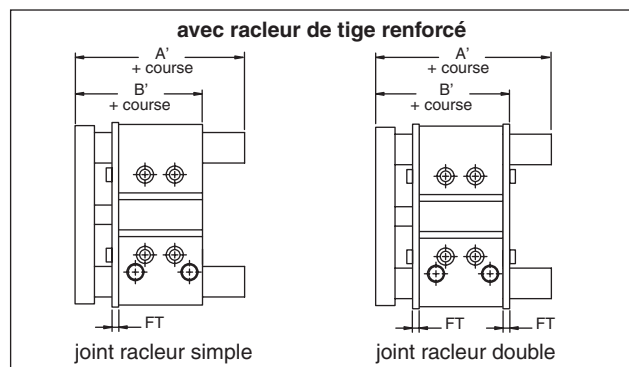 avec racleur de tige renforcé
A'
+ course
B'
+ course
FT
joint racleur simple
A'
+ course
B'
+ course
FT
FT
joint racleur double